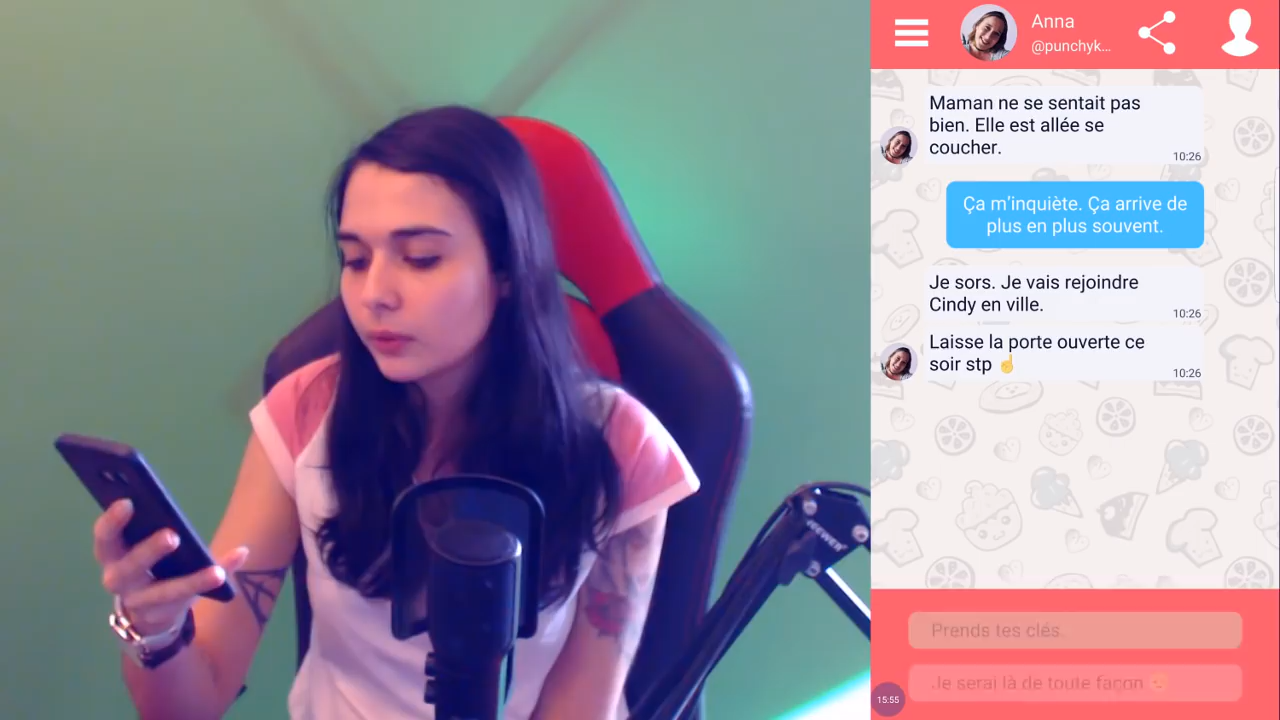 Anna
@punchyk...
Maman ne se sentait pas
bien. Elle est allée se
coucher.
10:26
Ça m'inquiète. Ça arrive de
plus en plus souvent.
Je sors. Je vais rejoindre
Cindy en ville.
10:26
Laisse la porte ouverte ce
soir stp ☝
10:26
NEEWER
Prends tes clés.
Je serai là de toute façon
15:55